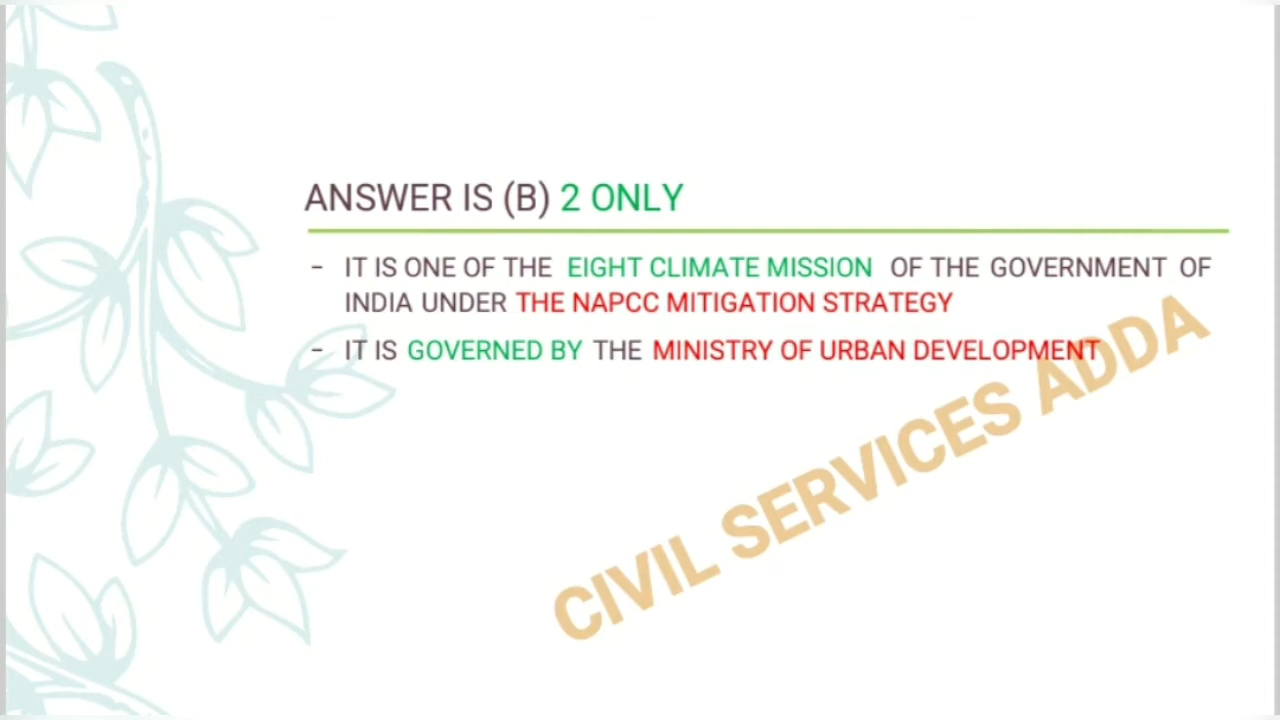 ANSWER IS (B) 2 ONLY
- IT IS ONE OF THE EIGHT CLIMATE MISSION OF THE GOVERNMENT OF
INDIA UNDER THE NAPCC MITIGATION STRATEGY
- IT IS GOVERNED BY THE MINISTRY OF URBAN DEVELOPMENT
CIVIL SERVICES ADDA